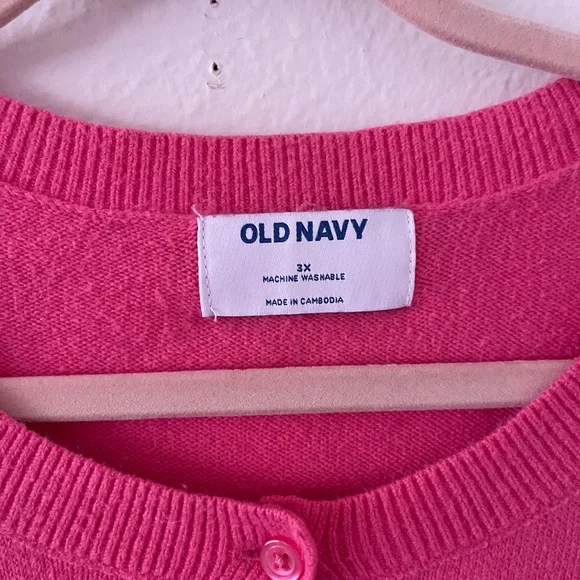 OLD NAVY
3X
MACHINE WASHABLE
MADE IN CAMBODIA